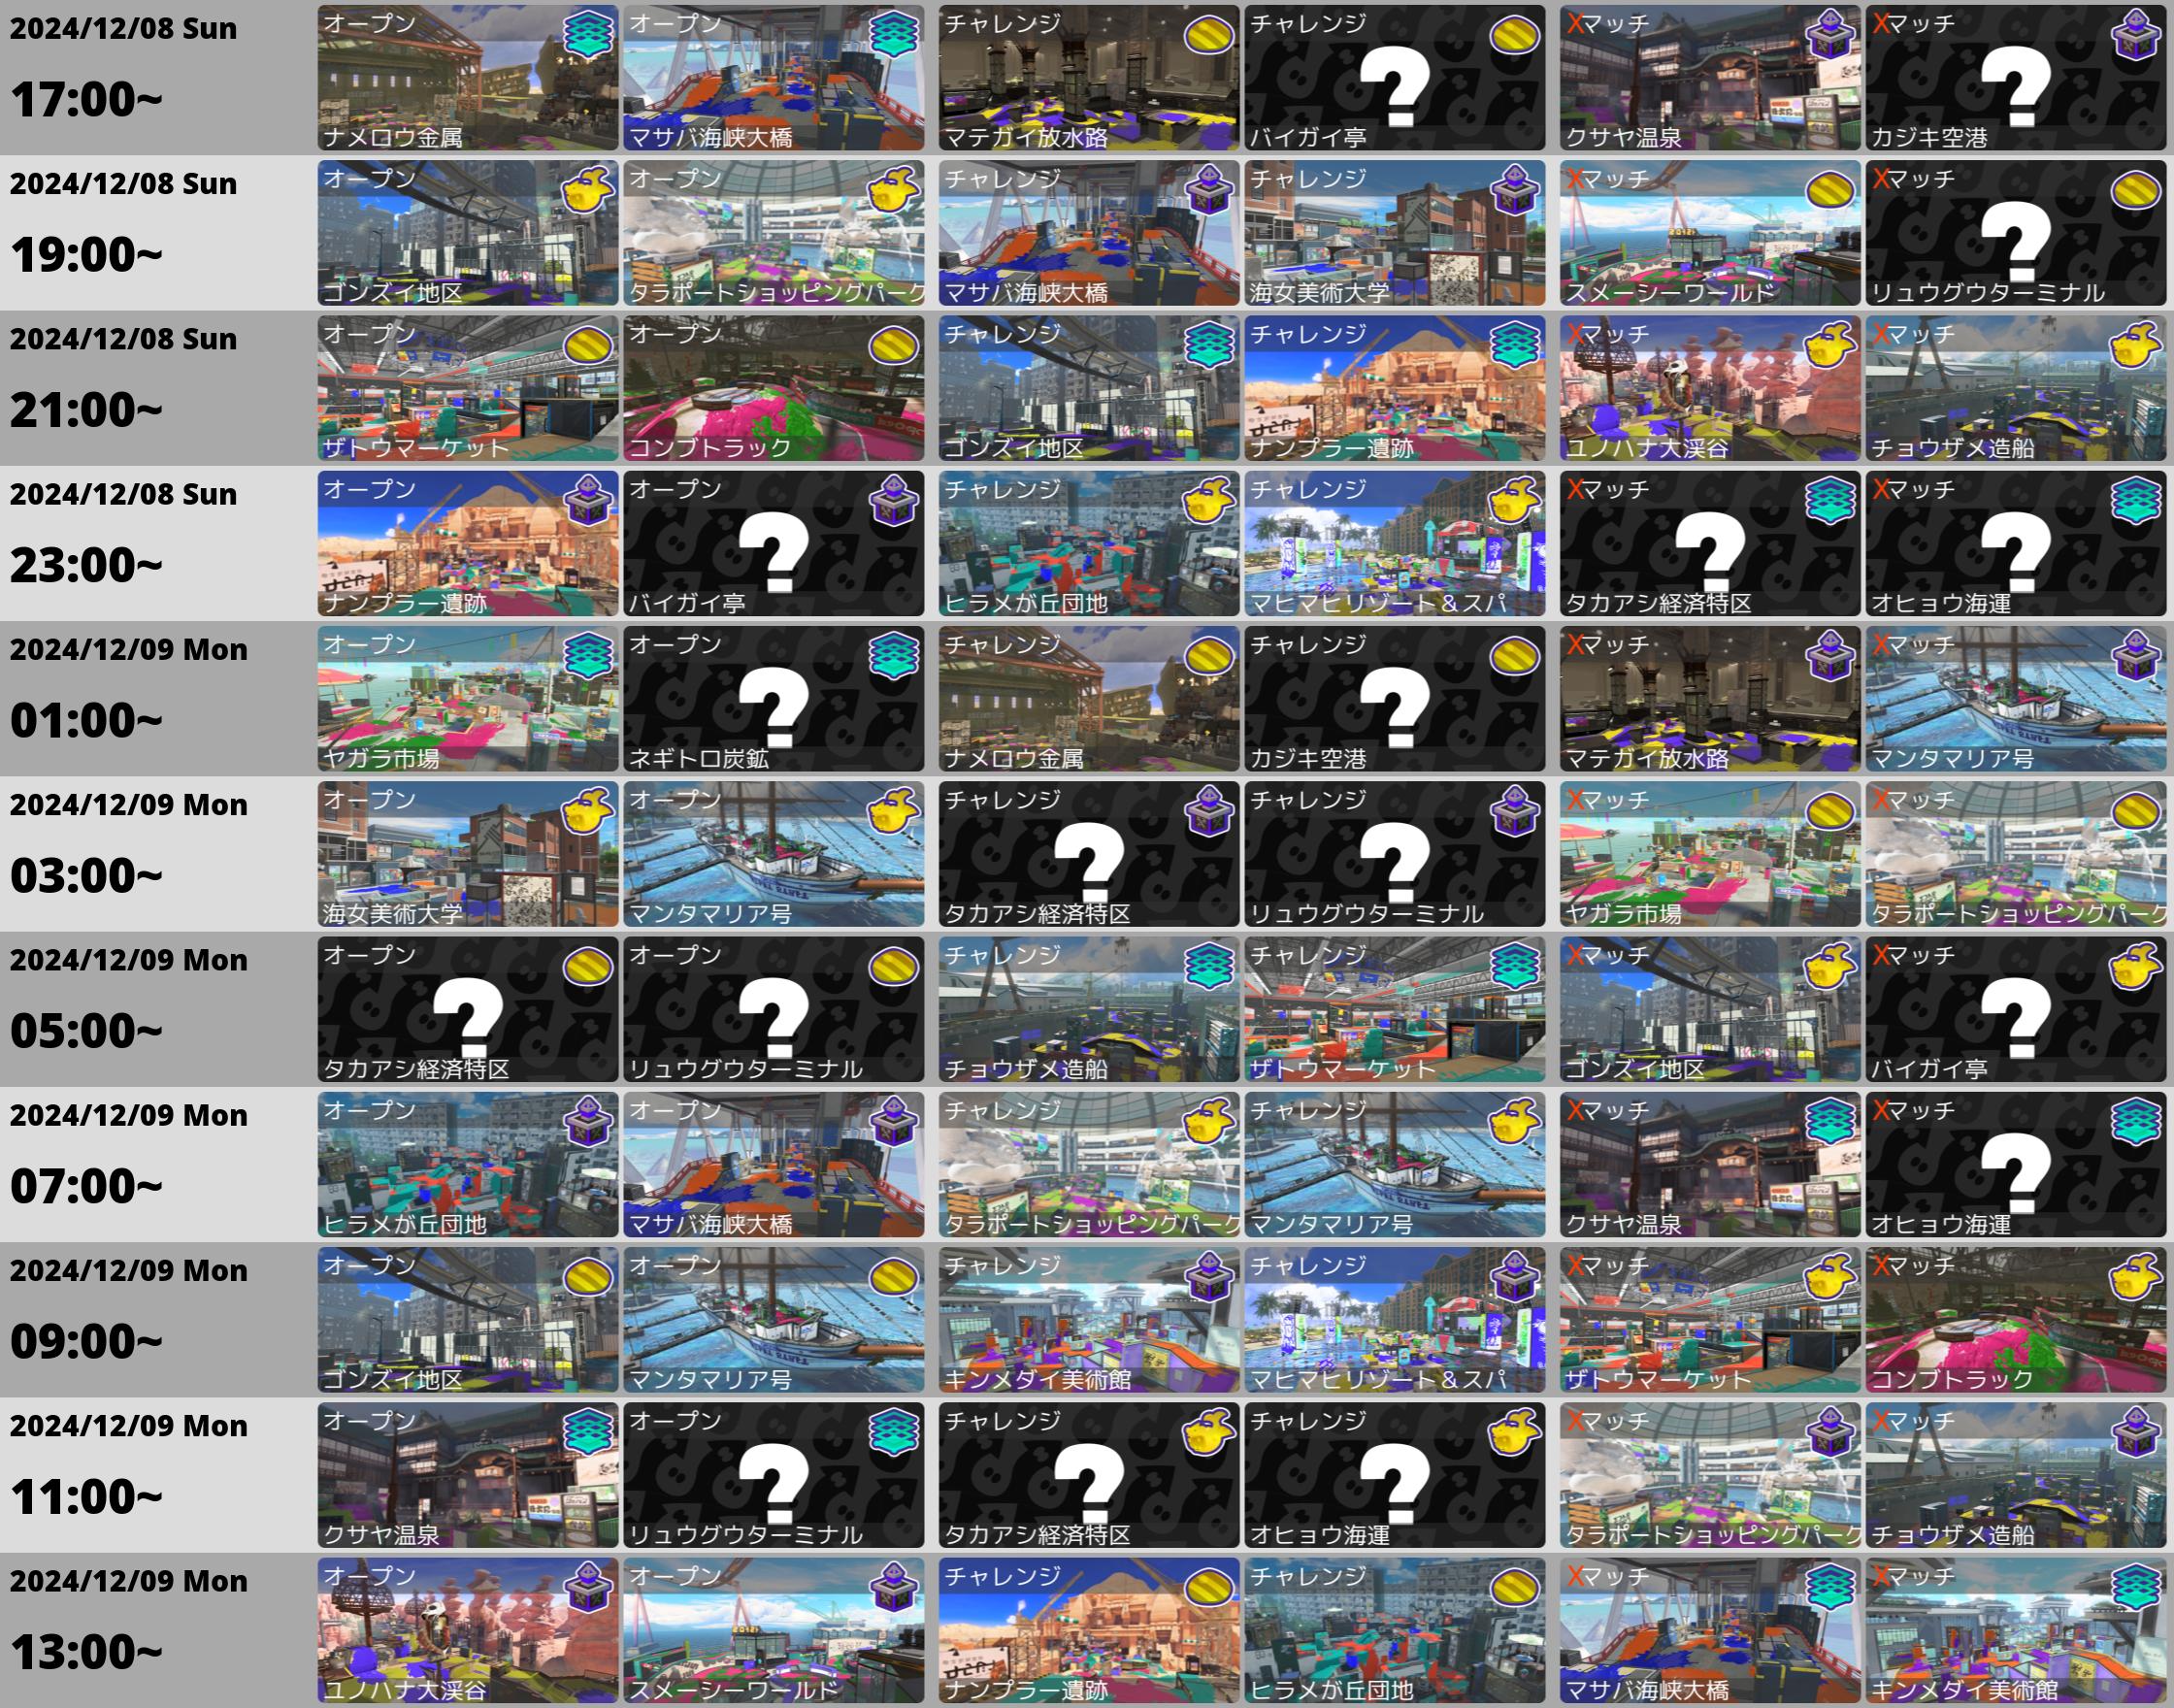 2024/12/08 Sun
17:00~
オープン
ナメロウ金属
オープン
マサバ海峡大橋
チャレンジ
マテガイ放水路
チャレンジ
?
バイガイ亭
Xマッチ
クサヤ温泉
Xマッチ
?
カジキ空港
2024/12/08 Sun
19:00~
オープン
ゴンズイ地区
オープン
タラポートショッピングパーク
チャレンジ
マサバ海峡大橋
チャレンジ
海女美術大学
Xマッチ
スメーシーワールド
Xマッチ
?
リュウグウターミナル
2024/12/08 Sun
21:00~
オープン
ザトウマーケット
オープン
コンブトラック
チャレンジ
ゴンズイ地区
チャレンジ
ナンプラー遺跡
Xマッチ
ユノハナ大渓谷
Xマッチ
チョウザメ造船
2024/12/08 Sun
23:00~
オープン
ナンプラー遺跡
オープン
?
バイガイ亭
チャレンジ
ヒラメが丘団地
チャレンジ
マヒマヒリゾート&スパ
Xマッチ
?
タカアシ経済特区
Xマッチ
?
オヒョウ海運
2024/12/09 Mon
01:00~
オープン
ヤガラ市場
オープン
?
ネギトロ炭鉱
チャレンジ
ナメロウ金属
チャレンジ
?
カジキ空港
Xマッチ
マテガイ放水路
Xマッチ
マンタマリア号
2024/12/09 Mon
03:00~
オープン
海女美術大学
オープン
マンタマリア号
チャレンジ
?
タカアシ経済特区
チャレンジ
?
リュウグウターミナル
Xマッチ
ヤガラ市場
Xマッチ
タラポートショッピングパーク
2024/12/09 Mon
05:00~
オープン
?
タカアシ経済特区
オープン
?
リュウグウターミナル
チャレンジ
チョウザメ造船
チャレンジ
ザトウマーケット
Xマッチ
ゴンズイ地区
Xマッチ
?
バイガイ亭
2024/12/09 Mon
07:00~
オープン
ヒラメが丘団地
オープン
マサバ海峡大橋
チャレンジ
タラポートショッピングパーク
チャレンジ
マンタマリア号
Xマッチ
クサヤ温泉
Xマッチ
?
オヒョウ海運
2024/12/09 Mon
09:00~
オープン
ゴンズイ地区
オープン
マンタマリア号
チャレンジ
キンメダイ美術館
チャレンジ
マヒマヒリゾート&スパ
Xマッチ
ザトウマーケット
Xマッチ
コンブトラック
2024/12/09 Mon
11:00~
オープン
クサヤ温泉
オープン
?
リュウグウターミナル
チャレンジ
?
タカアシ経済特区
チャレンジ
?
オヒョウ海運
Xマッチ
タラポートショッピングパーク
Xマッチ
チョウザメ造船
2024/12/09 Mon
13:00~
オープン
ユノハナ大渓谷
オープン
スメーシーワールド
チャレンジ
ナンプラー遺跡
チャレンジ
ヒラメが丘団地
Xマッチ
マサバ海峡大橋
Xマッチ
キンメダイ美術館